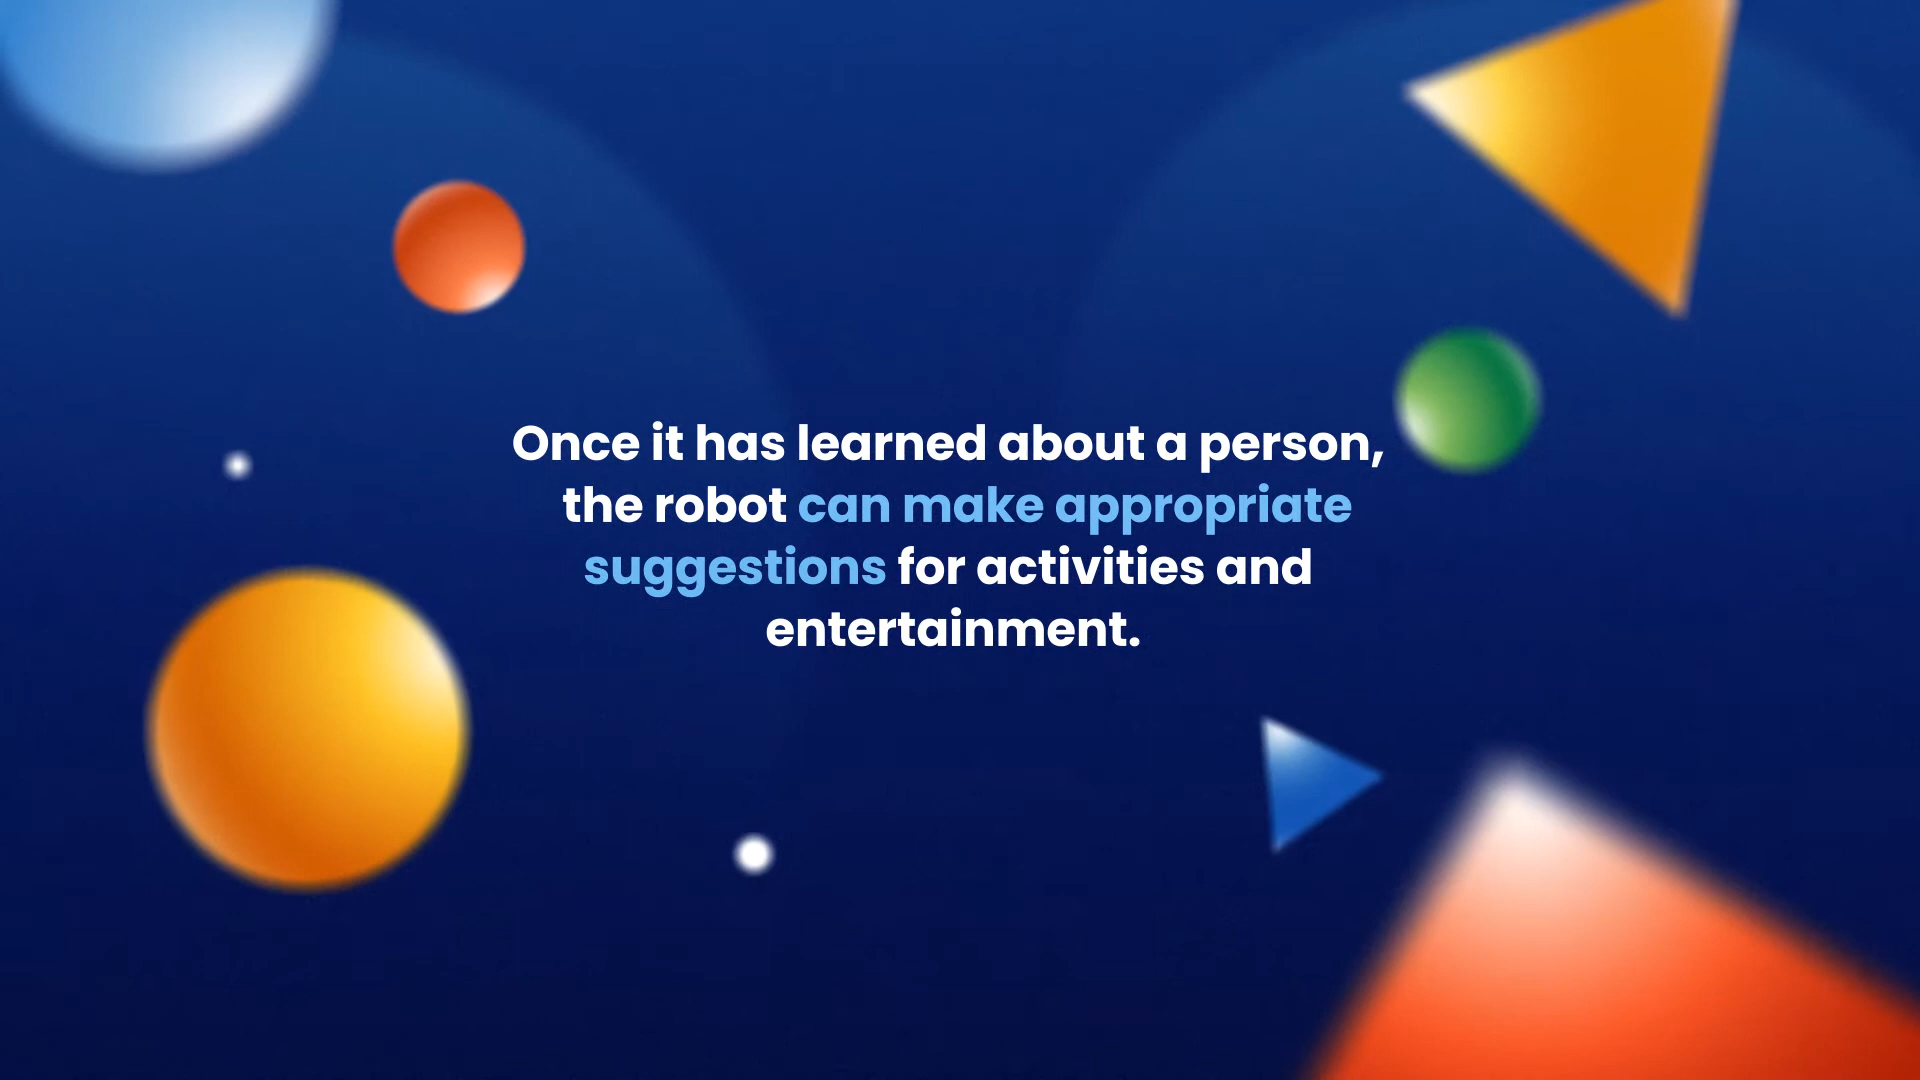 Once it has learned about a person,
the robot can make appropriate
suggestions for activities and
entertainment.